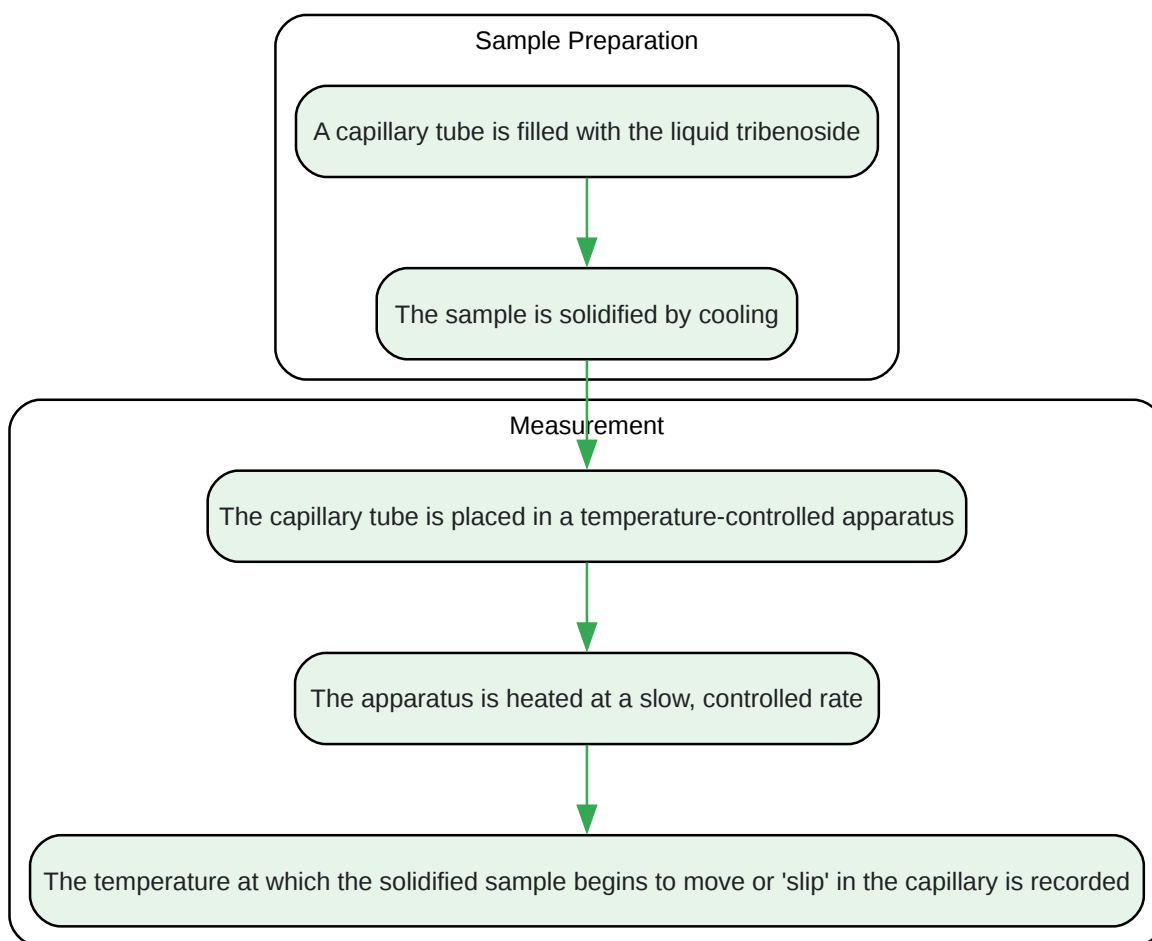 Sample Preparation
A capillary tube is filled with the liquid tribenoside
The sample is solidified by cooling
Measurement
The capillary tube is placed in a temperature-controlled apparatus
The apparatus is heated at a slow, controlled rate
The temperature at which the solidified sample begins to move or 'slip' in the capillary is recorded